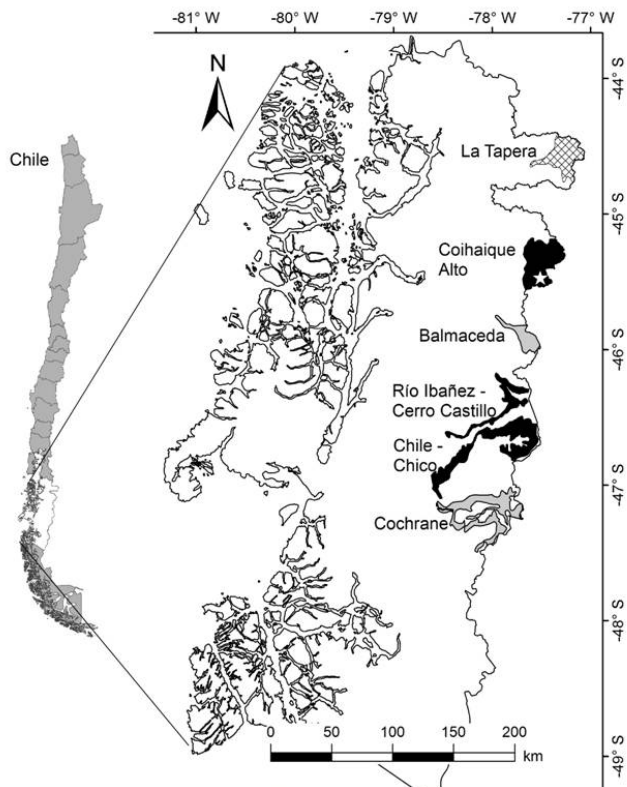 -81° W
-80° W
-79° W
-78° W
-77° W
-44° S
N
La Tapera
Chile
-45° S
Coihaique
Alto
Balmaceda
-46° S
Río Ibañez -
Cerro Castillo
Chile -
Chico
-47° S
Cochrane
-48° S
0 50 100 150 200
km
-49° S